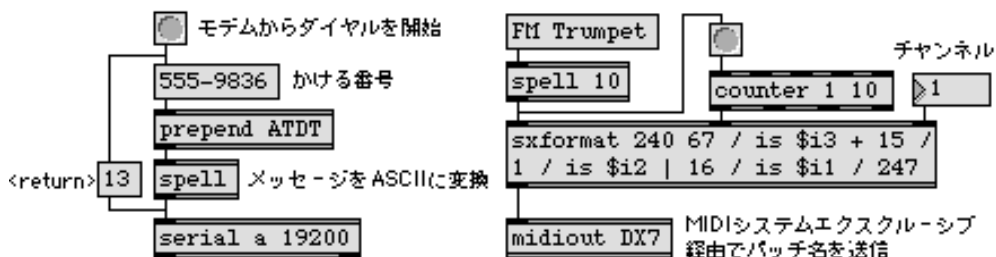 モデムからダイヤルを開始
555-9836 かける番号
prepend ATDT
<return> 13 spell メッセージをASCIIに変換
serial a 19200
FM Trumpet
spell 10
counter 1 10
チャンネル
1
sxformat 240 67 / is $i3 + 15 /
1 / is $i2 | 16 / is $i1 / 247
midiout DX7
MIDIシステムエクスクルーシブ
経由でパッチ名を送信